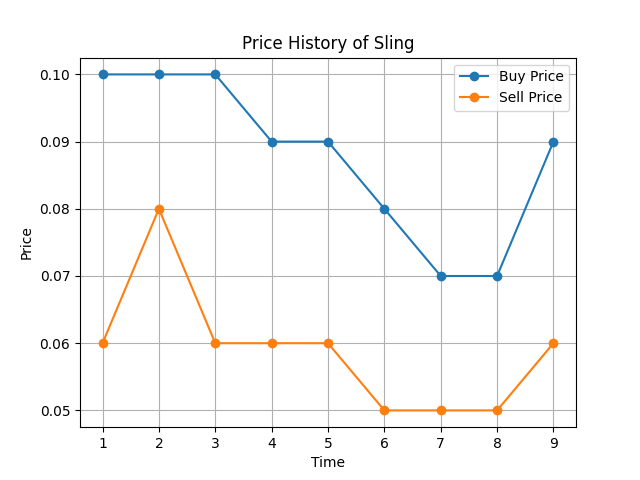 Price History of Sling
Buy Price
Sell Price
0.10
0.09
0.08
0.07
0.06
0.05
Price
1 2 3 4 5 6 7 8 9
Time